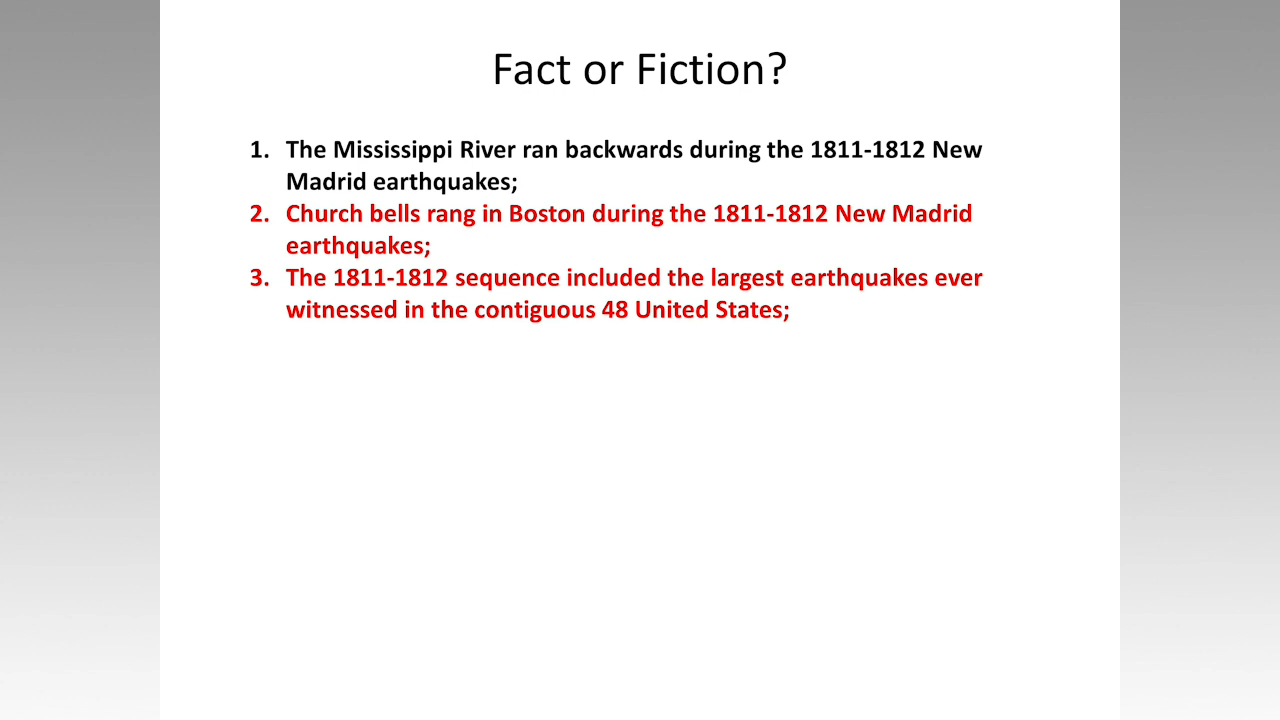 Fact or Fiction?
1. The Mississippi River ran backwards during the 1811-1812 New
Madrid earthquakes;
2. Church bells rang in Boston during the 1811-1812 New Madrid
earthquakes;
3. The 1811-1812 sequence included the largest earthquakes ever
witnessed in the contiguous 48 United States;